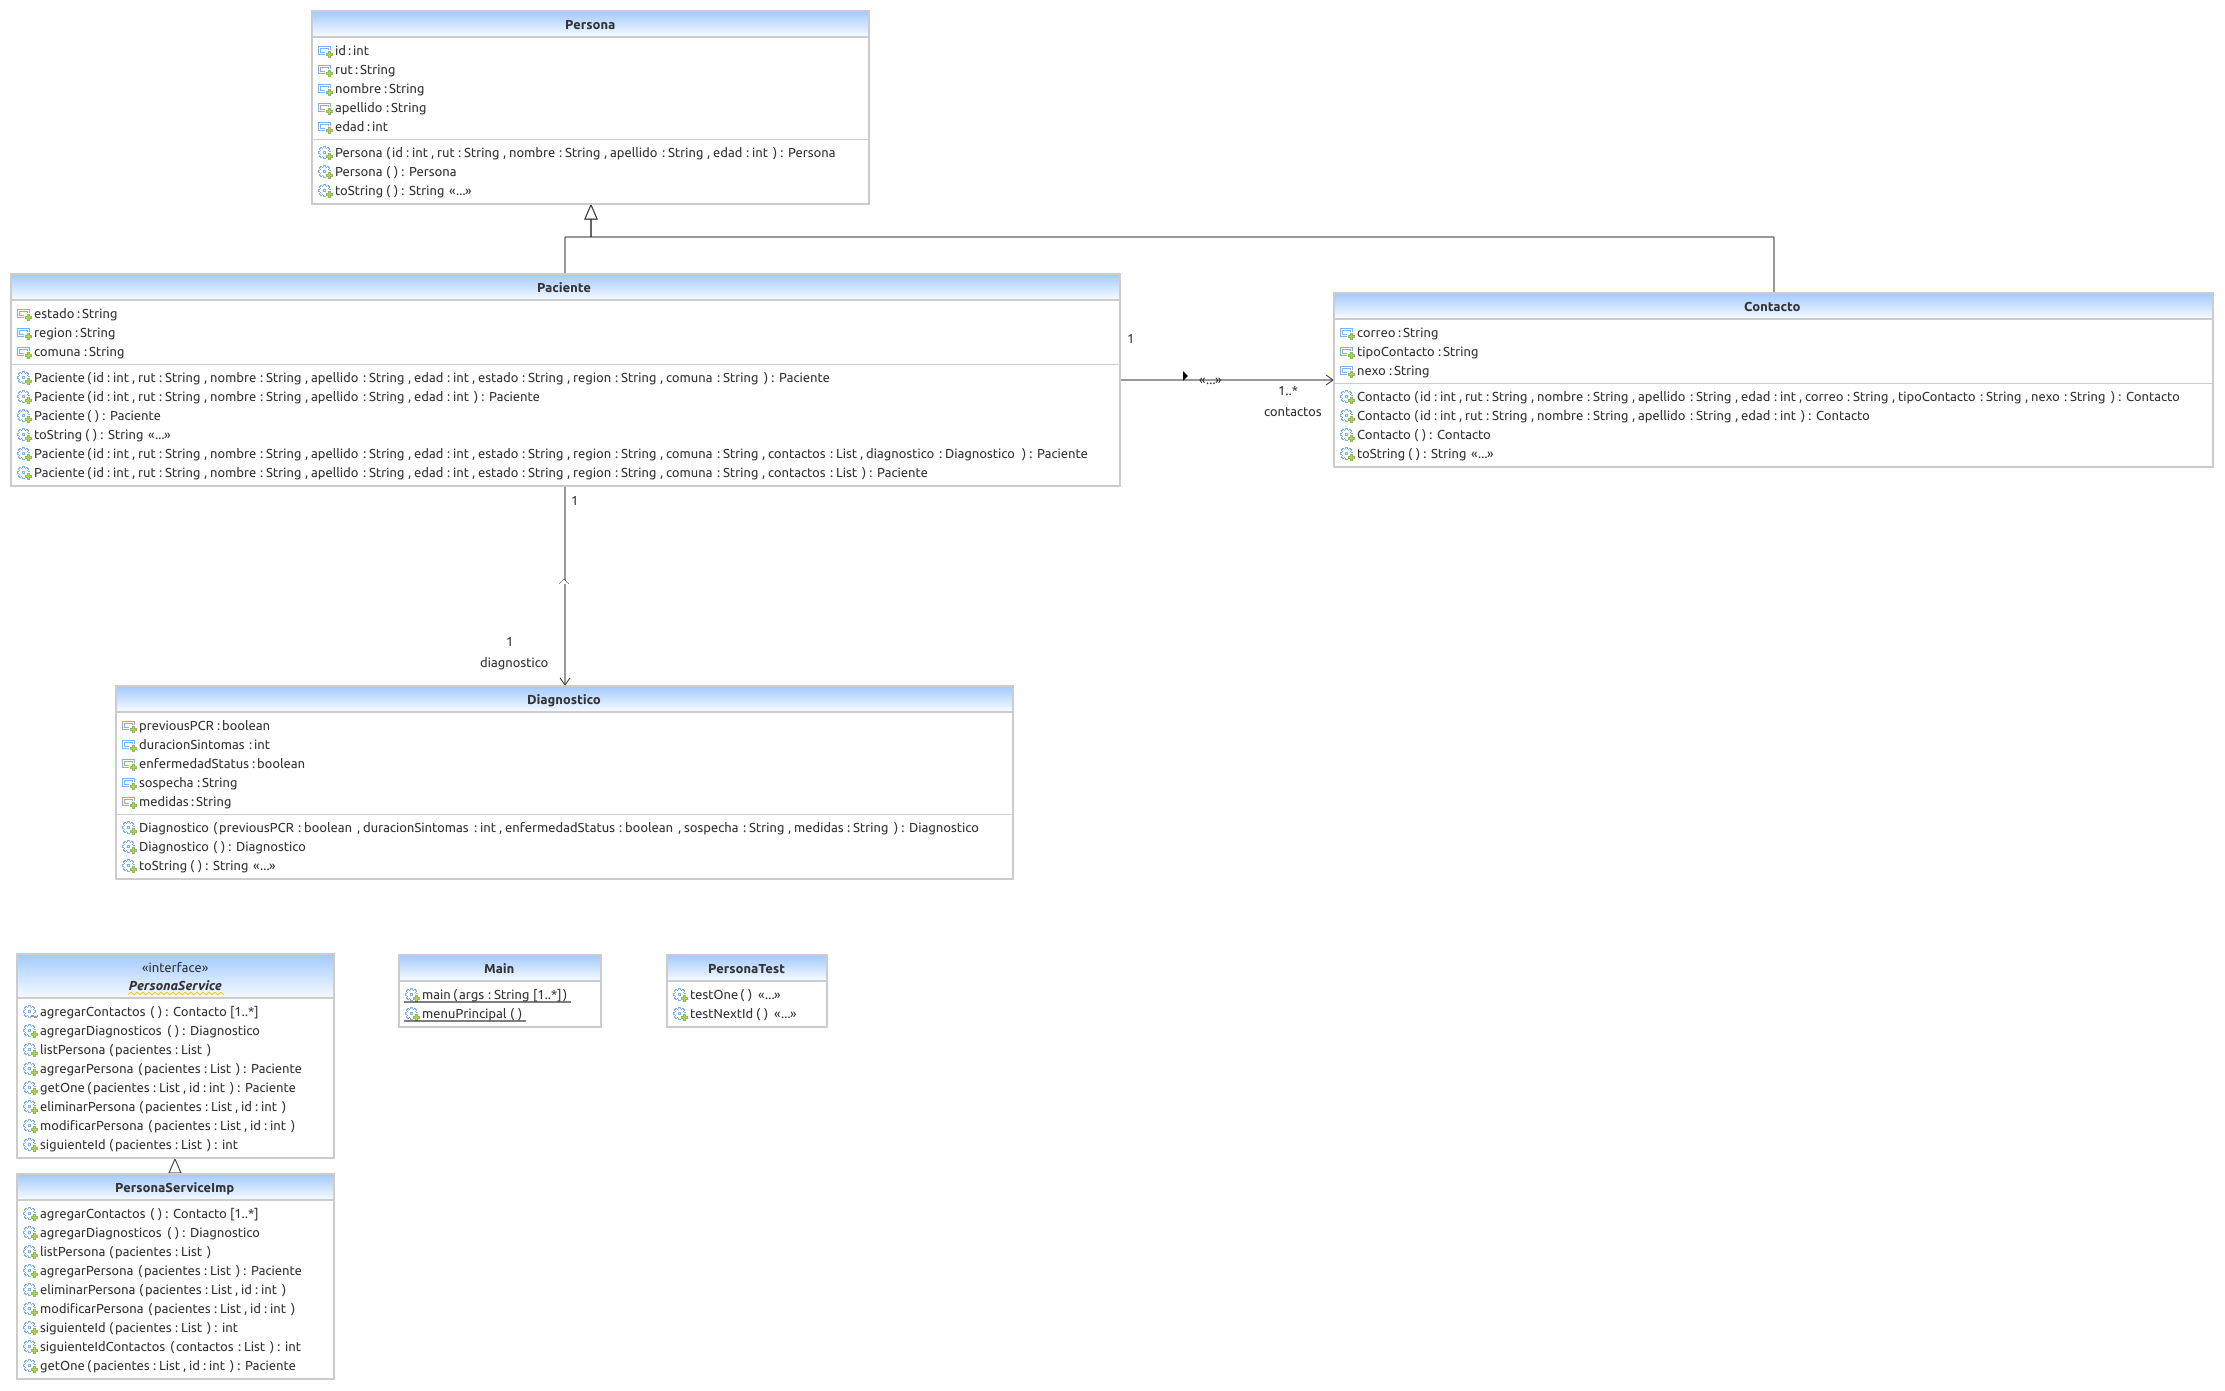 Persona
id : int
rut : String
nombre : String
apellido : String
edad : int
Persona ( id : int , rut : String , nombre : String , apellido : String , edad : int ) : Persona
Persona ( ) : Persona
toString ( ) : String «...»
Paciente
estado : String
region : String
comuna : String
Paciente ( id : int , rut : String , nombre : String , apellido : String , edad : int , estado : String , region : String , comuna : String ) : Paciente
Paciente ( id : int , rut : String , nombre : String , apellido : String , edad : int ) : Paciente
Paciente ( ) : Paciente
toString ( ) : String «...»
Paciente ( id : int , rut : String , nombre : String , apellido : String , edad : int , estado : String , region : String , comuna : String , contactos : List , diagnostico : Diagnostico ) : Paciente
Paciente ( id : int , rut : String , nombre : String , apellido : String , edad : int , estado : String , region : String , comuna : String , contactos : List ) : Paciente
1
«...»
1..*
contactos
Contacto
correo : String
tipoContacto : String
nexo : String
Contacto ( id : int , rut : String , nombre : String , apellido : String , edad : int , correo : String , tipoContacto : String , nexo : String ) : Contacto
Contacto ( id : int , rut : String , nombre : String , apellido : String , edad : int ) : Contacto
Contacto ( ) : Contacto
toString ( ) : String «...»
1
1
diagnostico
Diagnostico
previousPCR : boolean
duracionSintomas : int
enfermedadStatus : boolean
sospecha : String
medidas : String
Diagnostico ( previousPCR : boolean , duracionSintomas : int , enfermedadStatus : boolean , sospecha : String , medidas : String ) : Diagnostico
Diagnostico ( ) : Diagnostico
toString ( ) : String «...»
«interface»
PersonaService
agregarContactos ( ) : Contacto [1..*]
agregarDiagnosticos ( ) : Diagnostico
listPersona ( pacientes : List )
agregarPersona ( pacientes : List ) : Paciente
getOne ( pacientes : List , id : int ) : Paciente
eliminarPersona ( pacientes : List , id : int )
modificarPersona ( pacientes : List , id : int )
siguienteId ( pacientes : List ) : int
Main
main ( args : String [1..*] )
menuPrincipal ( )
PersonaTest
testOne ( ) «...»
testNextId ( ) «...»
PersonaServiceImp
agregarContactos ( ) : Contacto [1..*]
agregarDiagnosticos ( ) : Diagnostico
listPersona ( pacientes : List )
agregarPersona ( pacientes : List ) : Paciente
eliminarPersona ( pacientes : List , id : int )
modificarPersona ( pacientes : List , id : int )
siguienteId ( pacientes : List ) : int
siguienteIdContactos ( contactos : List ) : int
getOne ( pacientes : List , id : int ) : Paciente